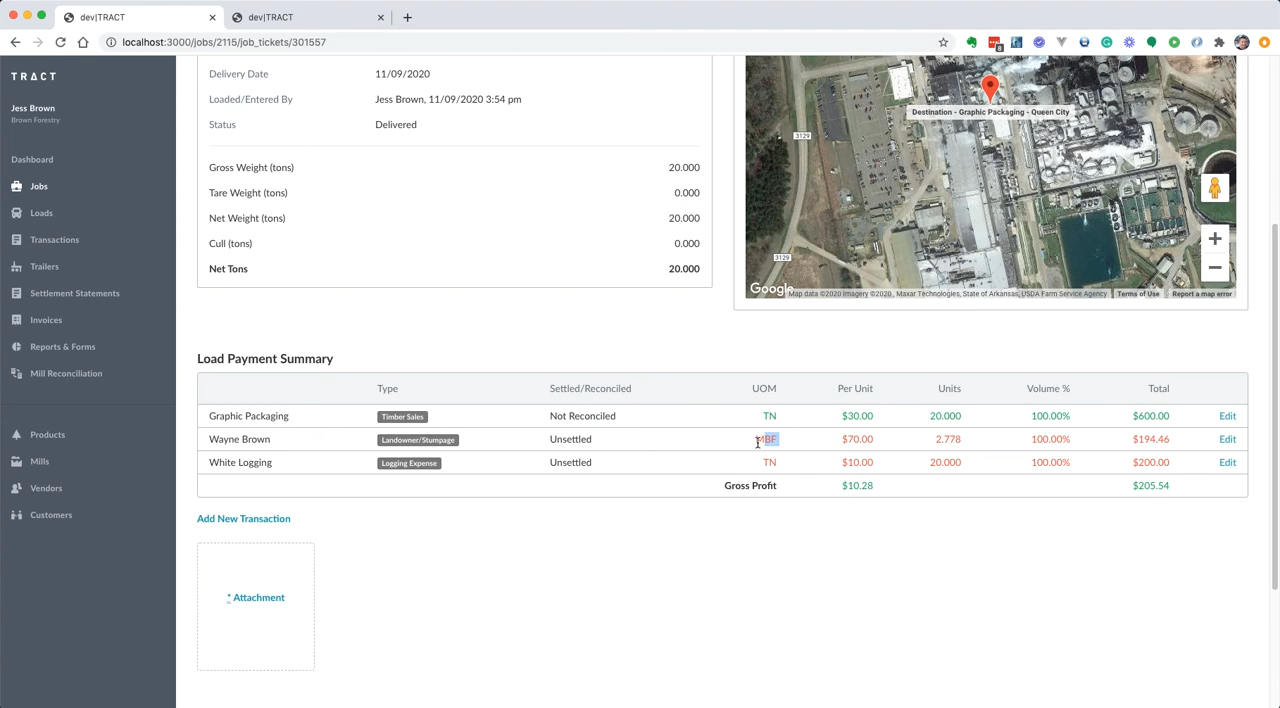 dev|TRACT
dev|TRACT
localhost:3000/jobs/2115/job_tickets/301557
8
TRACT
Jess Brown
Brown Forestry
Dashboard
Jobs
Loads
Transactions
Trailers
Settlement Statements
Invoices
Reports & Forms
Mill Reconciliation
Products
Mills
Vendors
Customers
Delivery Date 11/09/2020
Loaded/Entered By Jess Brown, 11/09/2020 3:54 pm
Status Delivered
Gross Weight (tons) 20.000
Tare Weight (tons) 0.000
Net Weight (tons) 20.000
Cull (tons) 0.000
Net Tons 20.000
Destination - Graphic Packaging - Queen City
3129
3129
Google
Map data ©2020 Imagery ©2020 , Maxar Technologies, State of Arkansas, USDA Farm Service Agency
Terms of Use
Report a map error
Load Payment Summary
Type Settled/Reconciled UOM Per Unit Units Volume % Total
Graphic Packaging Timber Sales Not Reconciled TN $30.00 20.000 100.00% $600.00 Edit
Wayne Brown Landowner/Stumpage Unsettled MBF $70.00 2.778 100.00% $194.46 Edit
White Logging Logging Expense Unsettled TN $10.00 20.000 100.00% $200.00 Edit
Gross Profit $10.28 $205.54
Add New Transaction
* Attachment